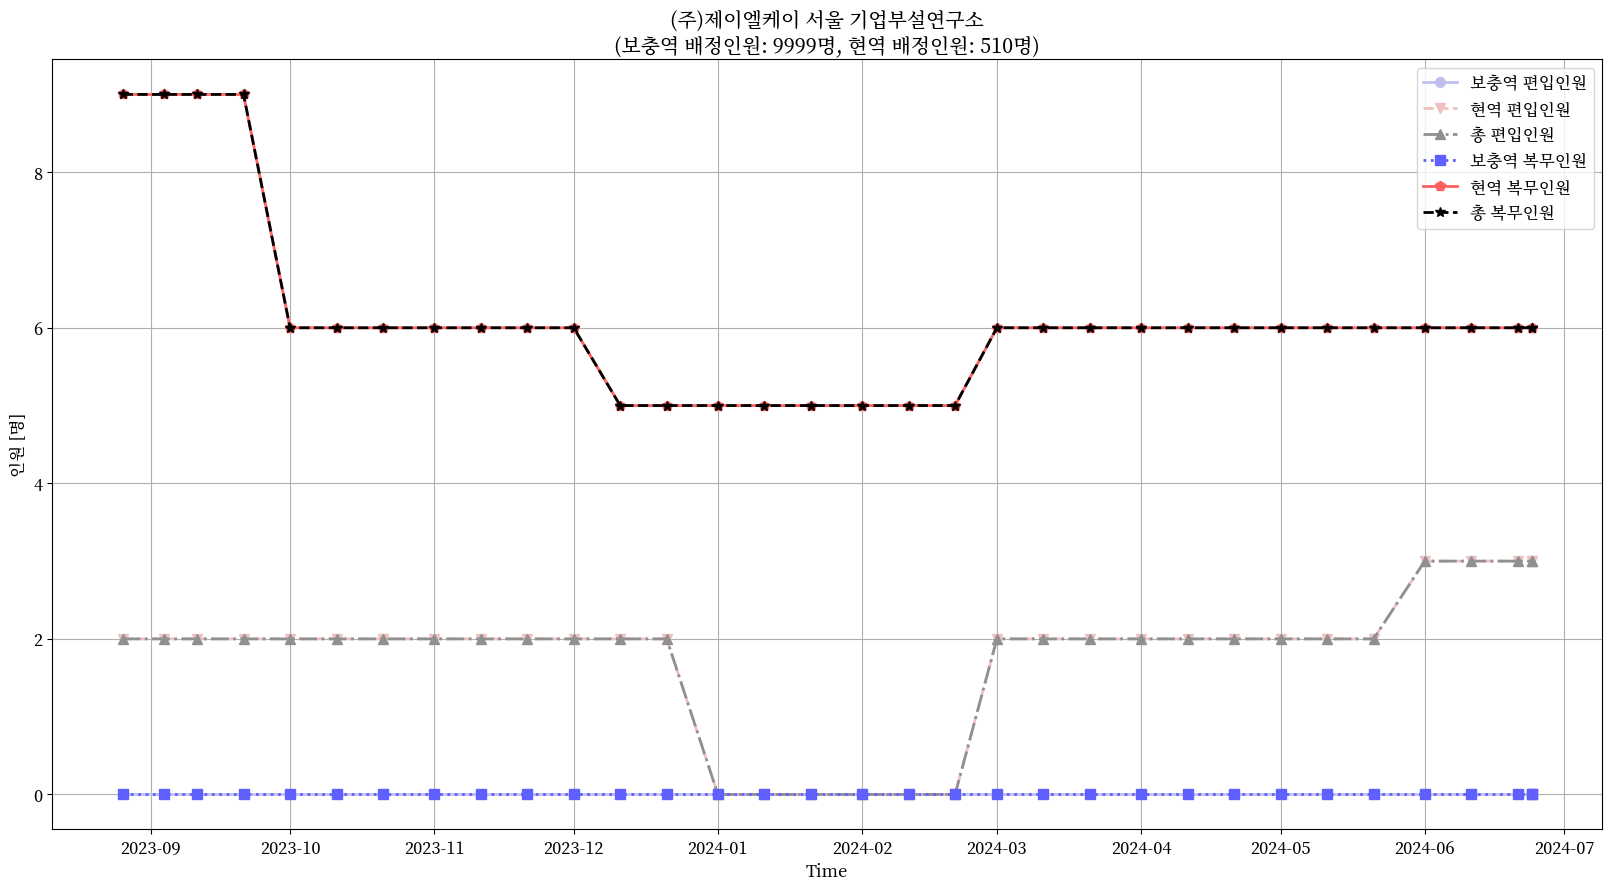 (주)제이엘케이 서울 기업부설연구소
(보충역 배정인원: 9999명, 현역 배정인원: 510명)
보충역 편입인원
현역 편입인원
총 편입인원
보충역 복무인원
현역 복무인원
총 복무인원
인원 [명]
8
6
4
2
0
2023-09
2023-10
2023-11
2023-12
2024-01
2024-02
2024-03
2024-04
2024-05
2024-06
2024-07
Time